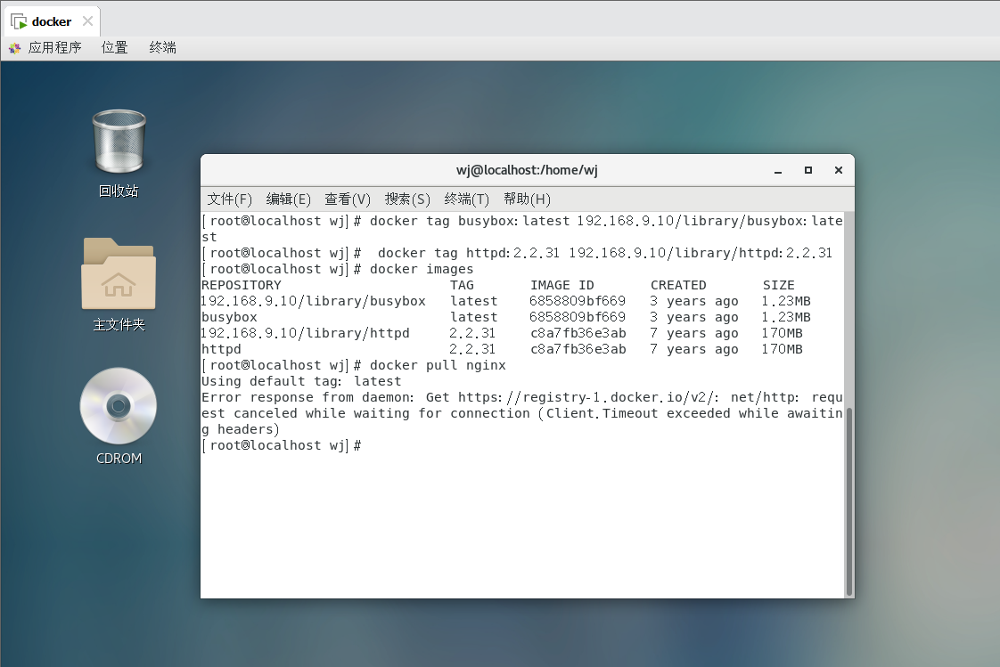 docker
应用程序 位置 终端
回收站
主文件夹
CDROM
wj@localhost:/home/wj
文件(F) 编辑(E) 查看(V) 搜索(S) 终端(T) 帮助(H)
[root@localhost wj]# docker tag busybox:latest 192.168.9.10/library/busybox:late
st
[root@localhost wj]#  docker tag httpd:2.2.31 192.168.9.10/library/httpd:2.2.31
[root@localhost wj]# docker images
REPOSITORY                     TAG       IMAGE ID       CREATED       SIZE
192.168.9.10/library/busybox   latest    6858809bf669   3 years ago   1.23MB
busybox                        latest    6858809bf669   3 years ago   1.23MB
192.168.9.10/library/httpd     2.2.31    c8a7fb36e3ab   7 years ago   170MB
httpd                          2.2.31    c8a7fb36e3ab   7 years ago   170MB
[root@localhost wj]# docker pull nginx
Using default tag: latest
Error response from daemon: Get https://registry-1.docker.io/v2/: net/http: requ
est canceled while waiting for connection (Client.Timeout exceeded while awaitin
g headers)
[root@localhost wj]#